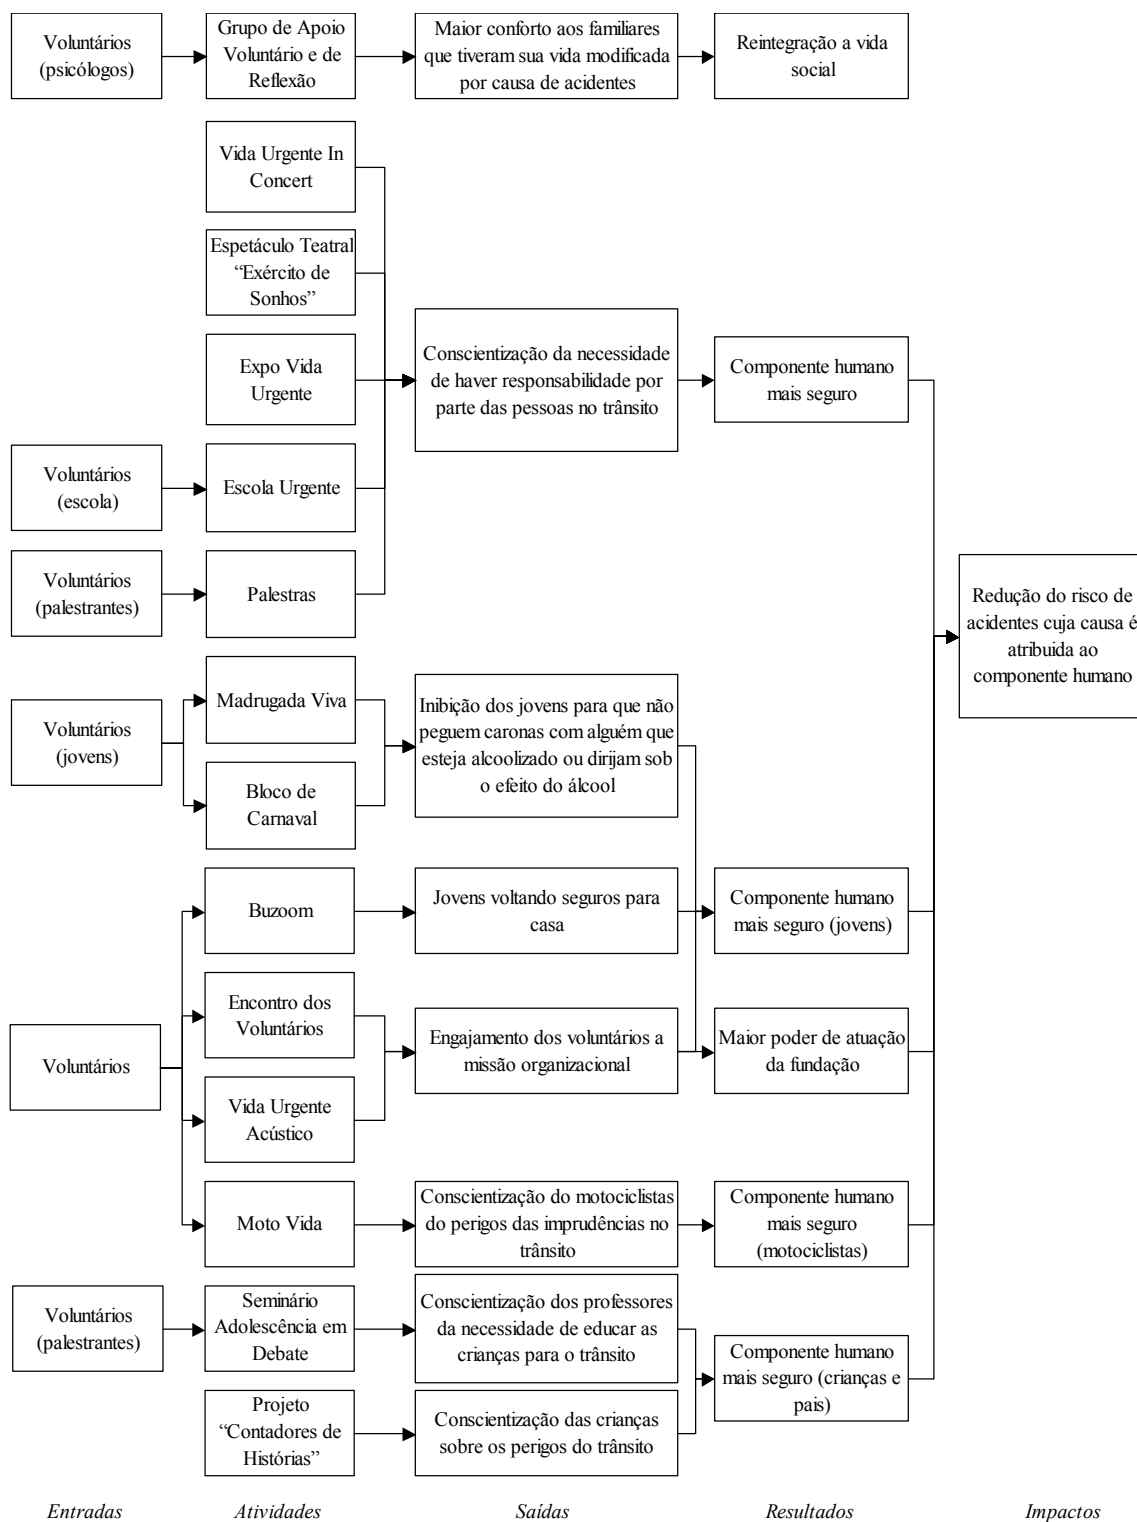 Voluntários
(psicólogos)
Grupo de Apoio
Voluntário e de
Reflexão
Maior conforto aos familiares
que tiveram sua vida modificada
por causa de acidentes
Reintegração a vida
social
Vida Urgente In
Concert
Espetáculo Teatral
“Exército de
Sonhos”
Expo Vida
Urgente
Conscientização da necessidade
de haver responsabilidade por
parte das pessoas no trânsito
Componente humano
mais seguro
Voluntários
(escola)
Escola Urgente
Voluntários
(palestrantes)
Palestras
Redução do risco de
acidentes cuja causa é
atribuida ao
componente humano
Voluntários
(jovens)
Madrugada Viva
Bloco de
Carnaval
Inibição dos jovens para que não
peguem caronas com alguém que
esteja alcoolizado ou dirijam sob
o efeito do álcool
Buzoom
Jovens voltando seguros para
casa
Componente humano
mais seguro (jovens)
Voluntários
Encontro dos
Voluntários
Vida Urgente
Acústico
Engajamento dos voluntários a
missão organizacional
Maior poder de atuação
da fundação
Moto Vida
Conscientização do motociclistas
do perigos das imprudências no
trânsito
Componente humano
mais seguro
(motociclistas)
Voluntários
(palestrantes)
Seminário
Adolescência em
Debate
Conscientização dos professores
da necessidade de educar as
crianças para o trânsito
Componente humano
mais seguro (crianças e
pais)
Projeto
“Contadores de
Histórias”
Conscientização das crianças
sobre os perigos do trânsito
Entradas
Atividades
Saídas
Resultados
Impactos